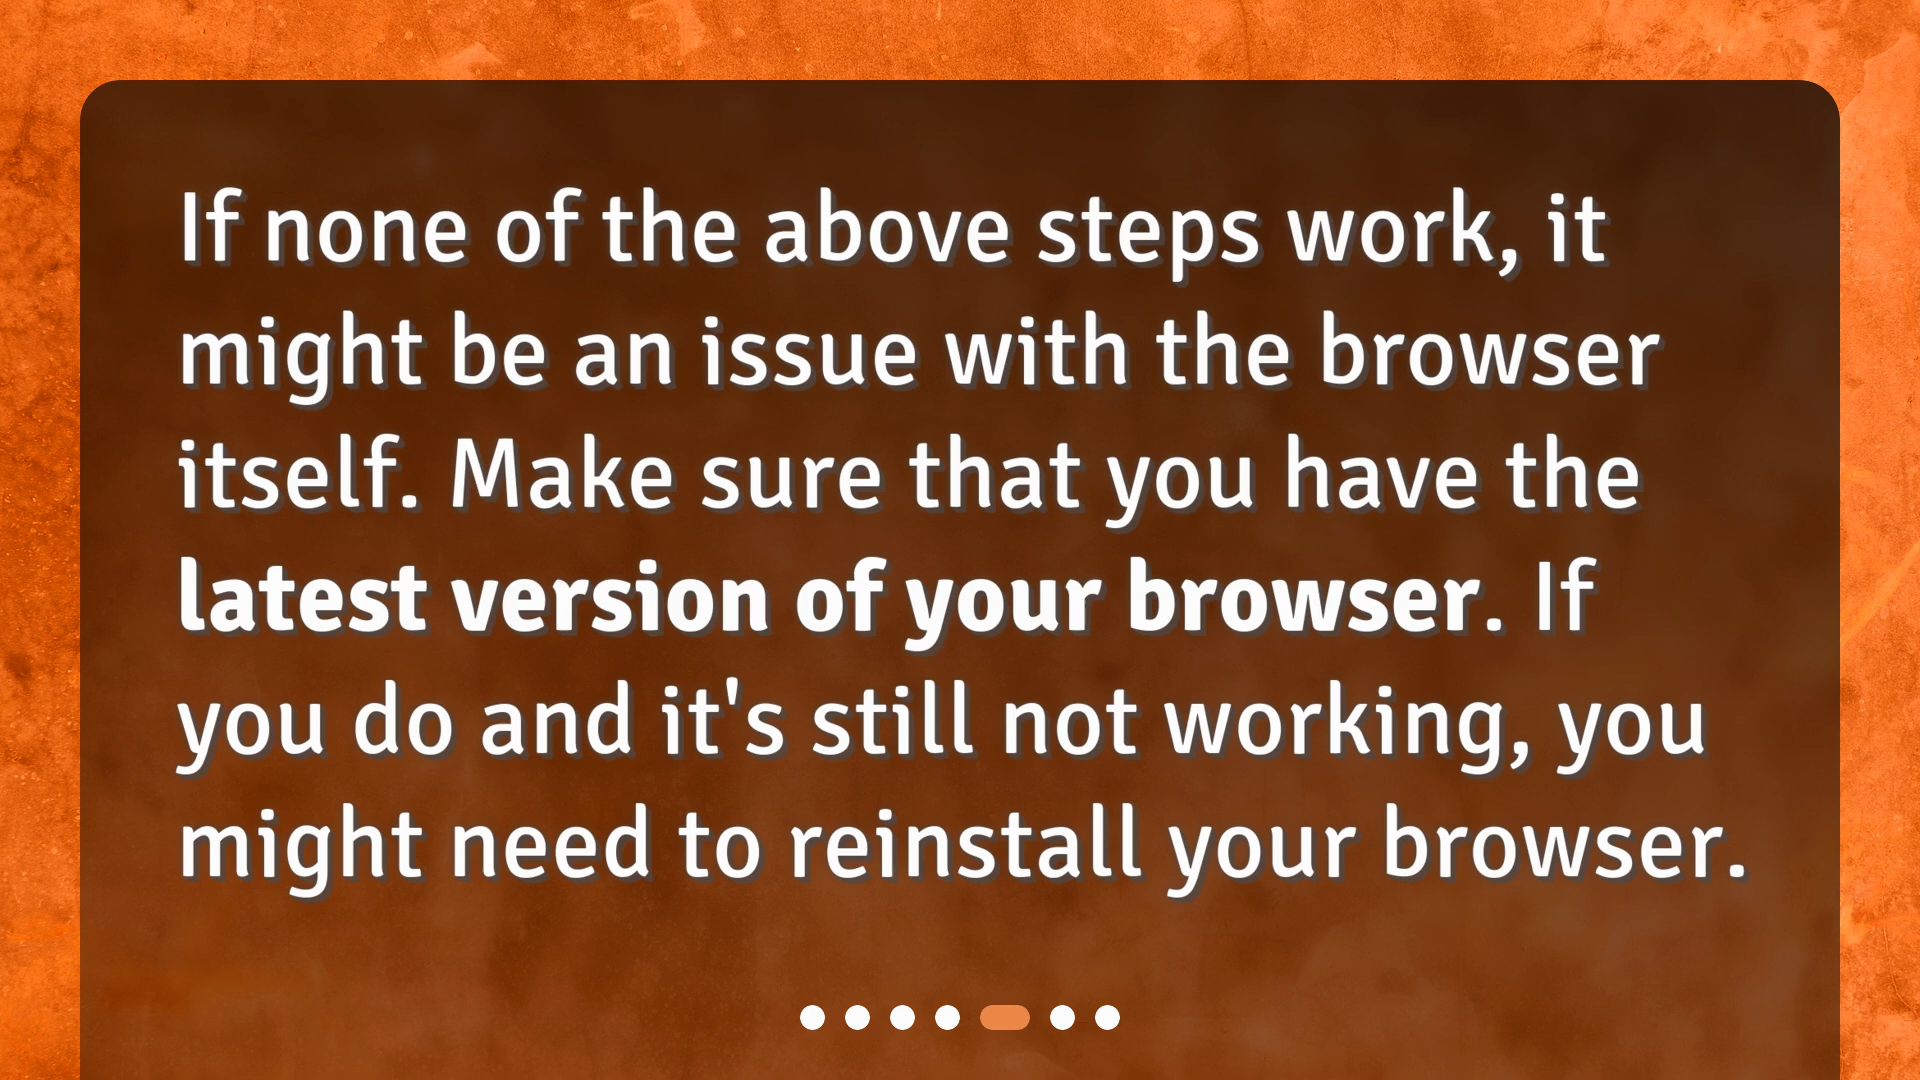 If none of the above steps work, it
might be an issue with the browser
itself. Make sure that you have the
latest version of your browser. If
you do and it's still not working, you
might need to reinstall your browser.